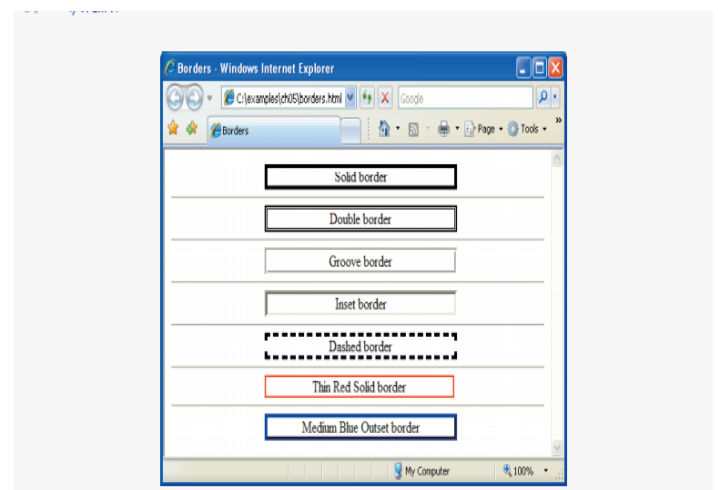 Borders - Windows Internet Explorer
C:\examples\ch05\borders.html Google
Borders Page Tools »
Solid border
Double border
Groove border
Inset border
Dashed border
Thin Red Solid border
Medium Blue Outset border
My Computer 100%